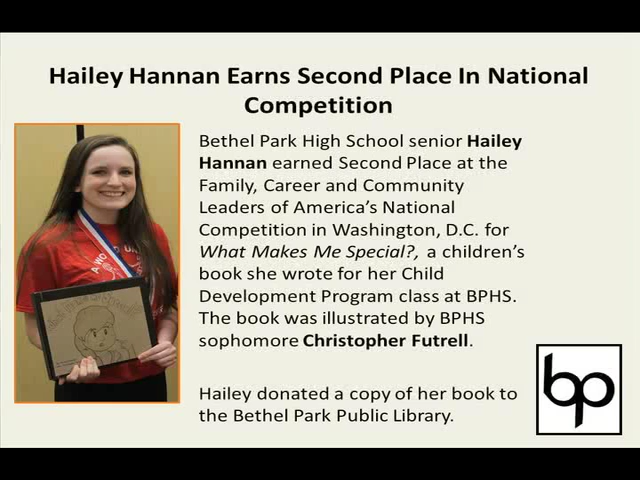 Hailey Hannan Earns Second Place In National
Competition
Bethel Park High School senior Hailey
Hannan earned Second Place at the
Family, Career and Community
Leaders of America's National
Competition in Washington, D.C. for
What Makes Me Special?, a children's
book she wrote for her Child
Development Program class at BPHS.
The book was illustrated by BPHS
sophomore Christopher Futrell.
Hailey donated a copy of her book to
the Bethel Park Public Library.
bp